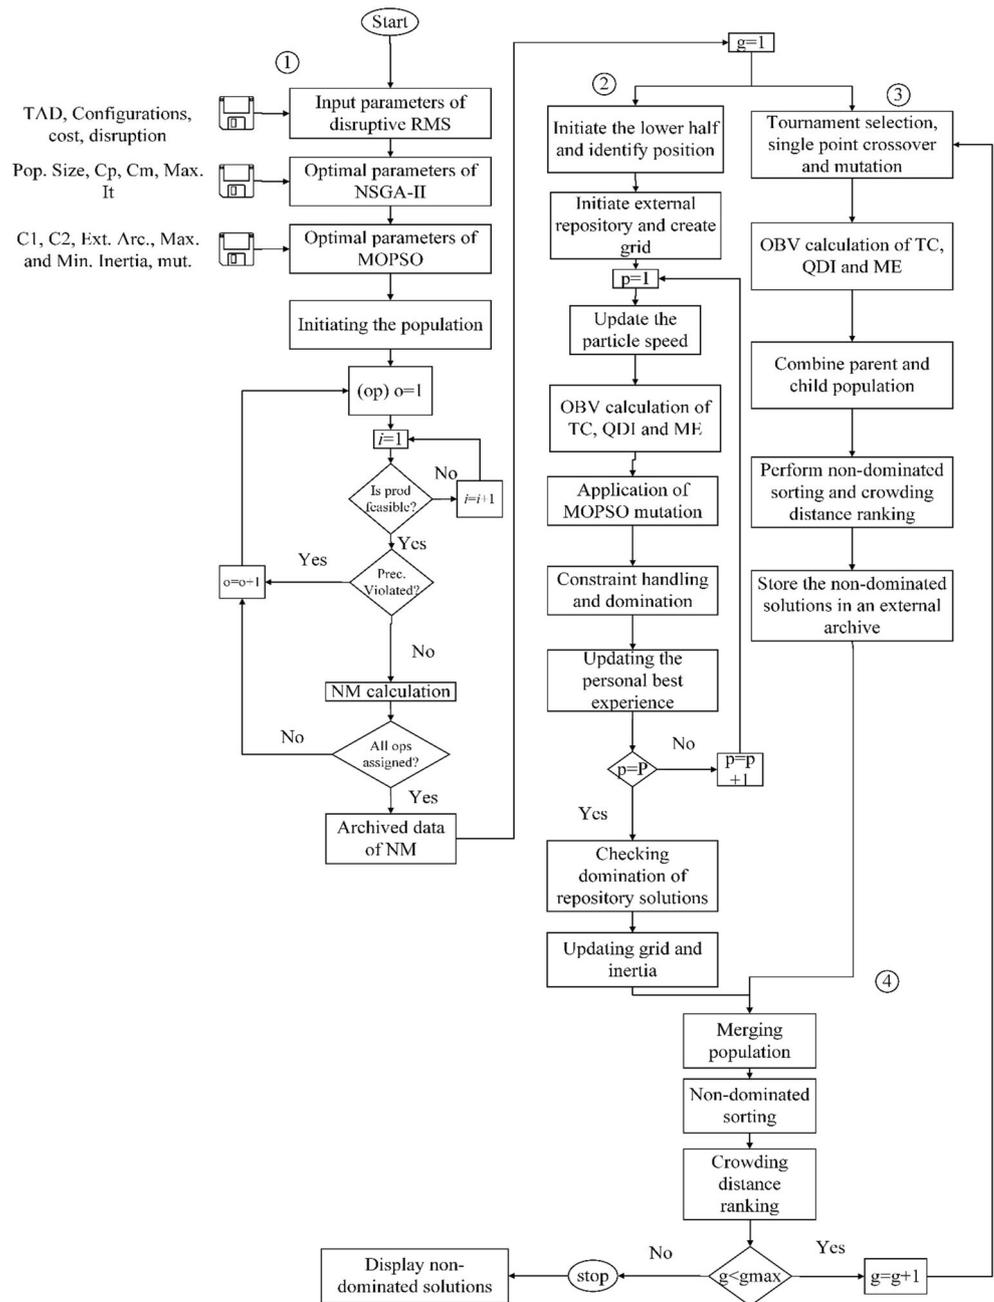 Start
1
TAD, Configurations,
cost, disruption
Input parameters of
disruptive RMS
Pop. Size, Cp, Cm, Max.
It
Optimal parameters of
NSGA-II
C1, C2, Ext. Arc., Max.
and Min. Inertia, mut.
Optimal parameters of
MOPSO
Initiating the population
(op) o=1
i=1
No
Is prod
feasible?
i=i+1
Yes
Yes
o=o+1
Prec.
Violated?
No
NM calculation
No
All ops
assigned?
Yes
Archived data
of NM
g=1
2
Initiate the lower half
and identify position
Initiate external
repository and create
grid
p=1
Update the
particle speed
OBV calculation of
TC, QDI and ME
Application of
MOPSO mutation
Constraint handling
and domination
Updating the
personal best
experience
No
p=P
p=p
+1
Yes
Checking
domination of
repository solutions
Updating grid and
inertia
3
Tournament selection,
single point crossover
and mutation
OBV calculation of TC,
QDI and ME
Combine parent and
child population
Perform non-dominated
sorting and crowding
distance ranking
Store the non-dominated
solutions in an external
archive
4
Merging
population
Non-dominated
sorting
Crowding
distance
ranking
No
Yes
g<gmax
g=g+1
stop
Display non-
dominated solutions